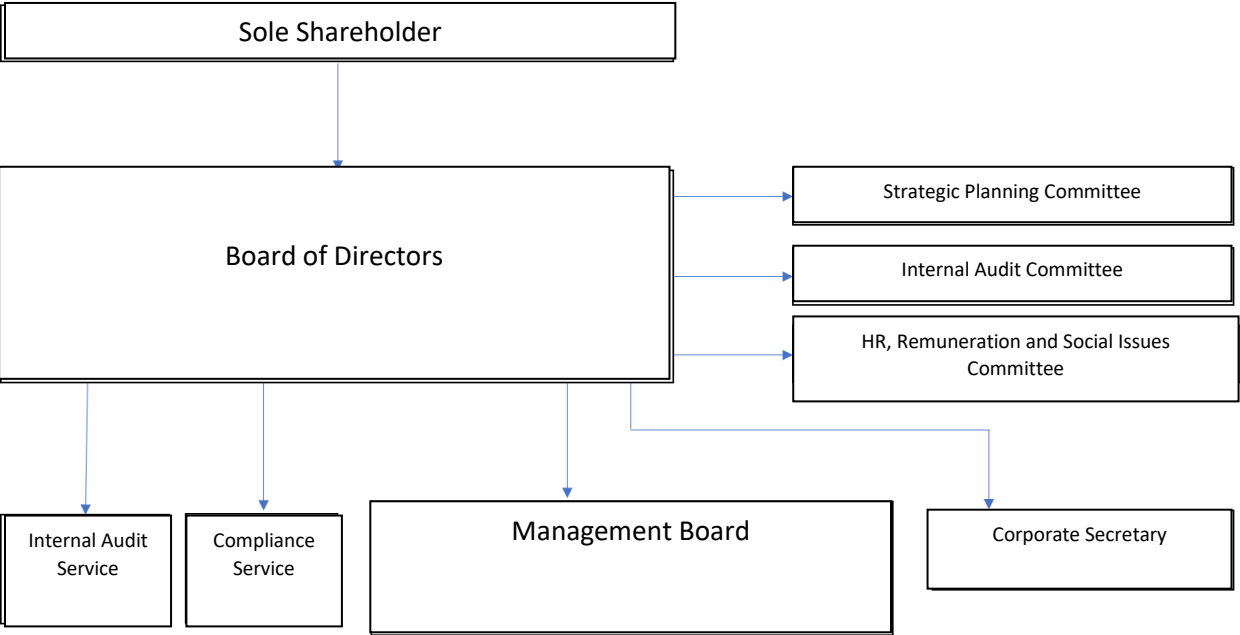 Sole Shareholder
Board of Directors
Strategic Planning Committee
Internal Audit Committee
HR, Remuneration and Social Issues
Committee
Internal Audit
Service
Compliance
Service
Management Board
Corporate Secretary